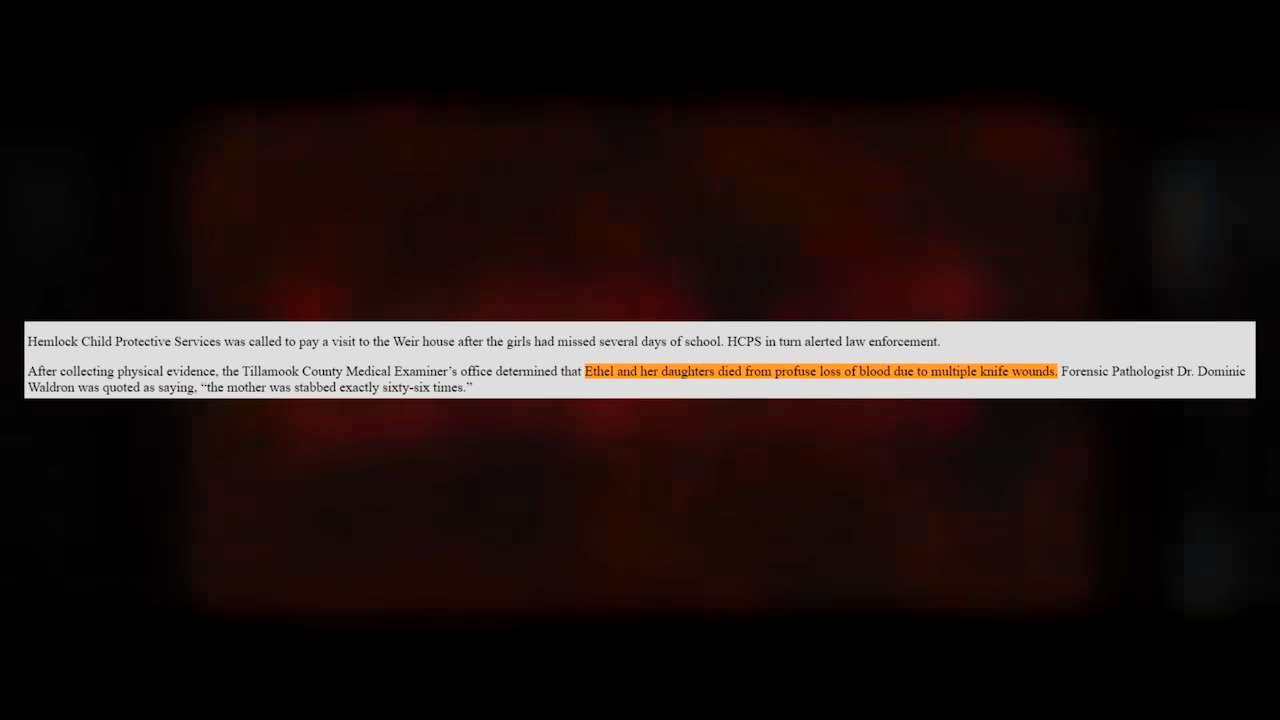 Hemlock Child Protective Services was called to pay a visit to the Weir house after the girls had missed several days of school. HCPS in turn alerted law enforcement.
After collecting physical evidence, the Tillamook County Medical Examiner’s office determined that Ethel and her daughters died from profuse loss of blood due to multiple knife wounds. Forensic Pathologist Dr. Dominic
Waldron was quoted as saying, “the mother was stabbed exactly sixty-six times.”